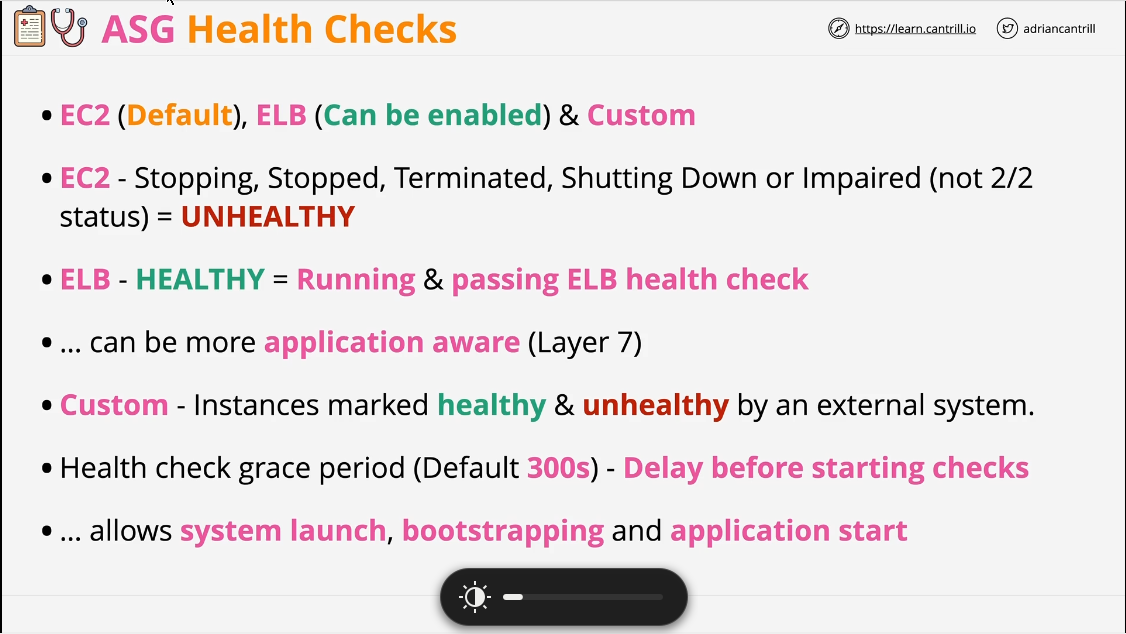 ASG Health Checks
https://learn.cantrill.io
adriancantrill
• EC2 (Default), ELB (Can be enabled) & Custom
• EC2 - Stopping, Stopped, Terminated, Shutting Down or Impaired (not 2/2
status) = UNHEALTHY
• ELB - HEALTHY = Running & passing ELB health check
• ... can be more application aware (Layer 7)
• Custom - Instances marked healthy & unhealthy by an external system.
• Health check grace period (Default 300s) - Delay before starting checks
• ... allows system launch, bootstrapping and application start